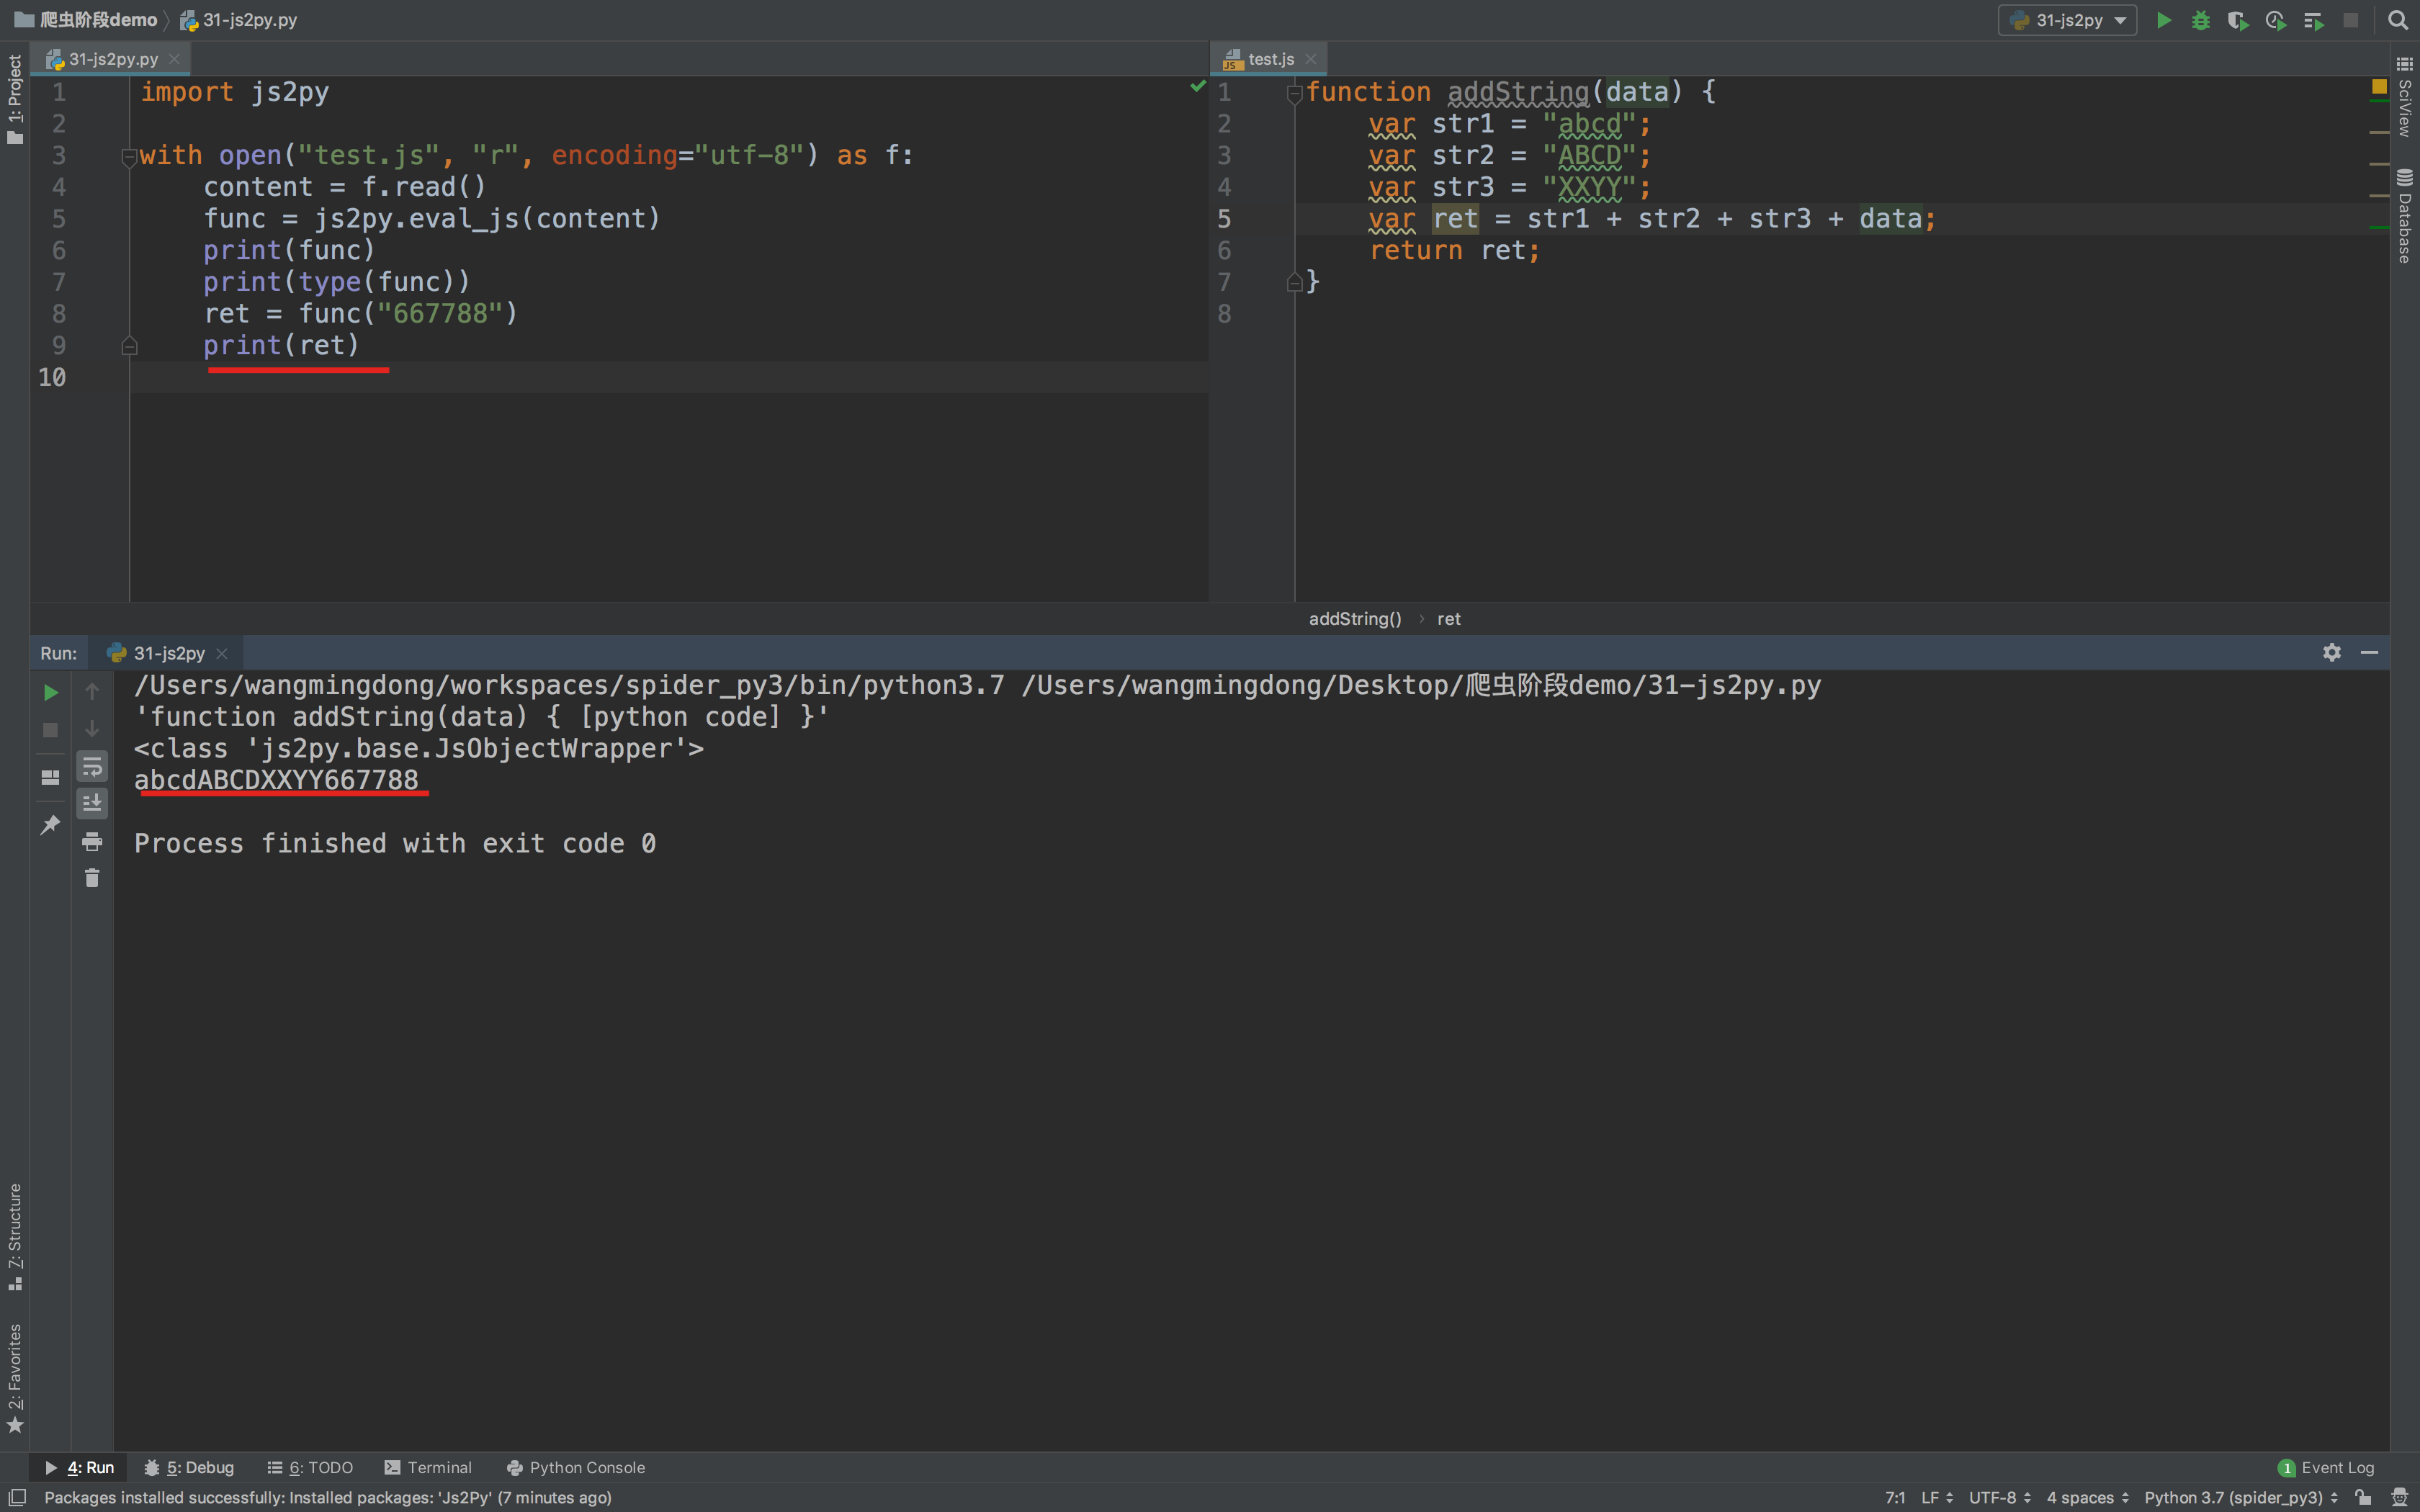 爬虫阶段demo 31-js2py.py
31-js2py
1: Project
31-js2py.py
1 import js2py
2
3 with open("test.js", "r", encoding="utf-8") as f:
4 content = f.read()
5 func = js2py.eval_js(content)
6 print(func)
7 print(type(func))
8 ret = func("667788")
9 print(ret)
10
test.js
1 function addString(data) {
2 var str1 = "abcd";
3 var str2 = "ABCD";
4 var str3 = "XXYY";
5 var ret = str1 + str2 + str3 + data;
6 return ret;
7 }
8
addString() › ret
SciView
Database
Run: 31-js2py
/Users/wangmingdong/workspaces/spider_py3/bin/python3.7 /Users/wangmingdong/Desktop/爬虫阶段demo/31-js2py.py
'function addString(data) { [python code] }'
<class 'js2py.base.JsObjectWrapper'>
abcdABCDXXYY667788
Process finished with exit code 0
7: Structure
2: Favorites
4: Run 5: Debug 6: TODO Terminal Python Console 1 Event Log
Packages installed successfully: Installed packages: 'Js2Py' (7 minutes ago) 7:1 LF UTF-8 4 spaces Python 3.7 (spider_py3)